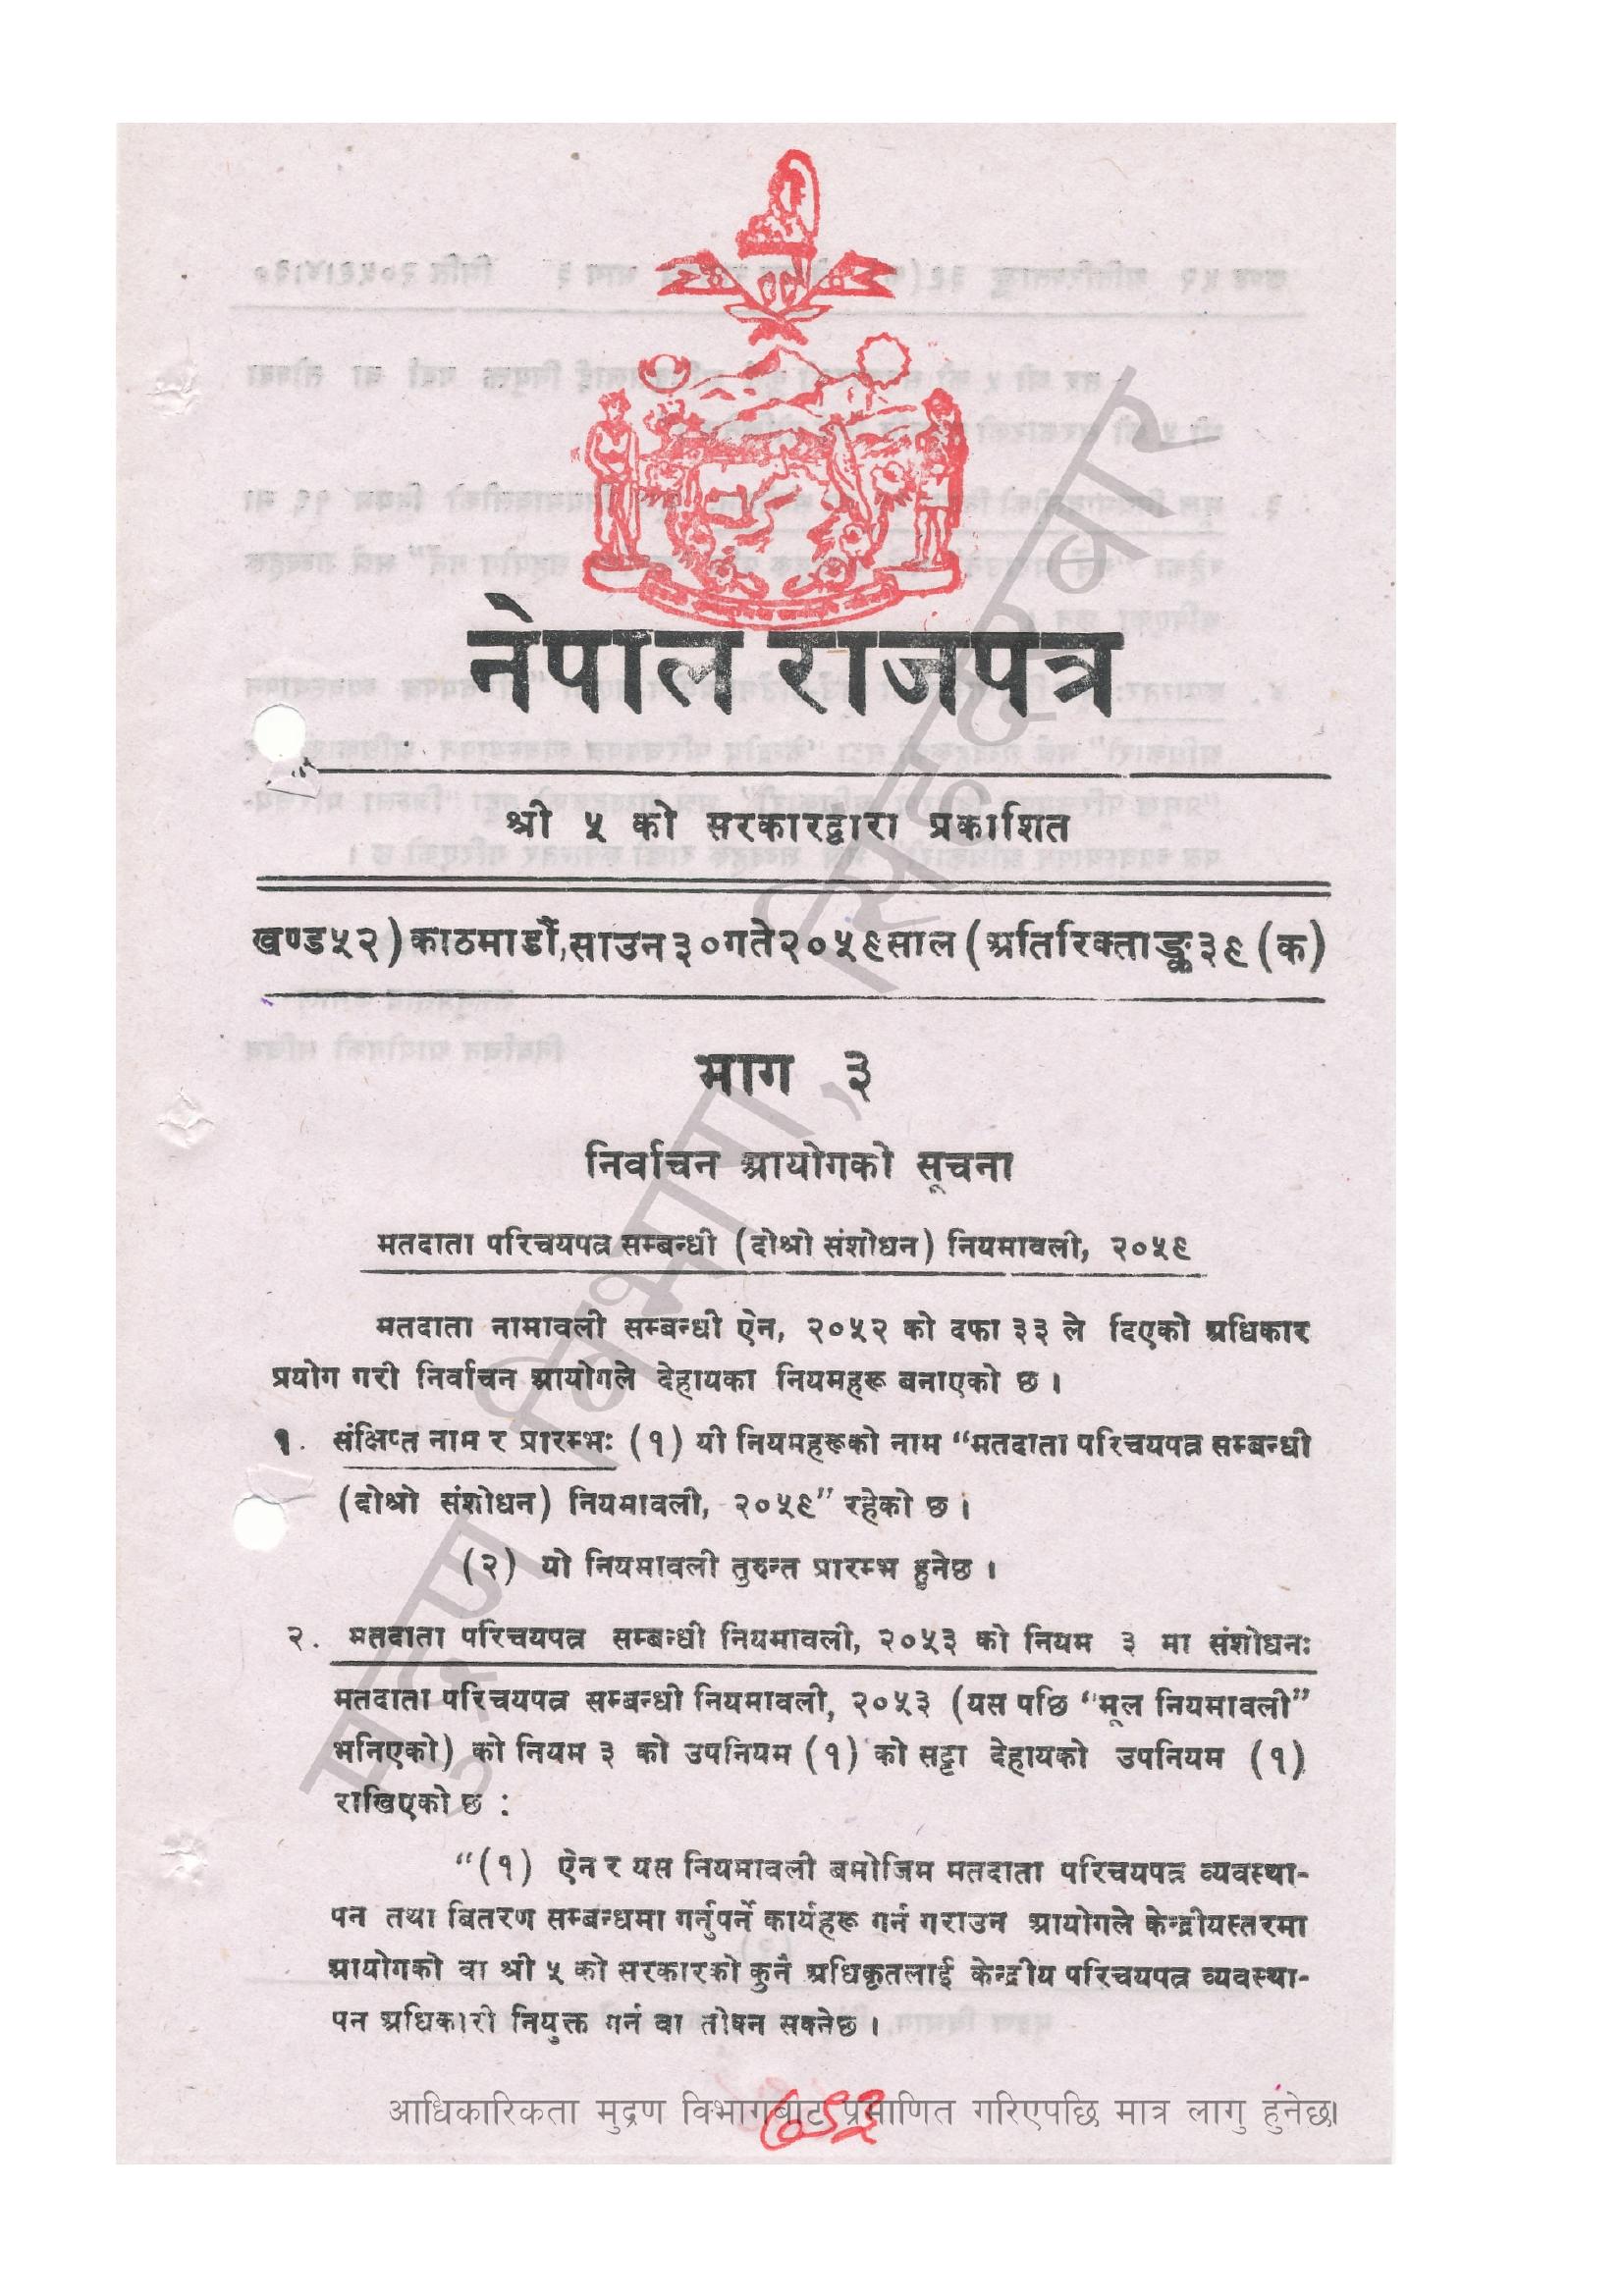 नेपाल राजपत्र
श्री ५ को सरकारद्वारा प्रकाशित
खण्ड ५२) काठमाडौं, साउन ३० गते २०५९ साल (अतिरिक्ताङ्क ३९ (क)
भाग ३
निर्वाचन आयोगको सूचना
मतदाता परिचयपत्र सम्बन्धी (दोश्रो संशोधन) नियमावली, २०५९
मतदाता नामावली सम्बन्धी ऐन, २०५२ को दफा ३३ ले दिएको अधिकार
प्रयोग गरी निर्वाचन आयोगले देहायका नियमहरू बनाएको छ ।
१. संक्षिप्त नाम र प्रारम्भः (१) यी नियमहरूको नाम "मतदाता परिचयपत्र सम्बन्धी
(दोश्रो संशोधन) नियमावली, २०५९" रहेको छ ।
(२) यो नियमावली तुरुन्त प्रारम्भ हुनेछ ।
२. मतदाता परिचयपत्र सम्बन्धी नियमावली, २०५३ को नियम ३ मा संशोधनः
मतदाता परिचयपत्र सम्बन्धी नियमावली, २०५३ (यस पछि "मूल नियमावली"
भनिएको) को नियम ३ को उपनियम (१) को सट्टा देहायको उपनियम (१)
राखिएको छ :
"(१) ऐन र यस नियमावली बमोजिम मतदाता परिचयपत्र व्यवस्था-
पन तथा बितरण सम्बन्धमा गर्नुपर्ने कार्यहरू गर्न गराउन आयोगले केन्द्रीयस्तरमा
आयोगको वा श्री ५ को सरकारको कुनै अधिकृतलाई केन्द्रीय परिचयपत्र व्यवस्था-
पन अधिकारी नियुक्त गर्न वा तोक्न सक्नेछ ।
मुद्रण विभाग, सिंहदरबार
आधिकारिकता मुद्रण विभागबाट प्रमाणित गरिएपछि मात्र लागु हुनेछ।
७९३